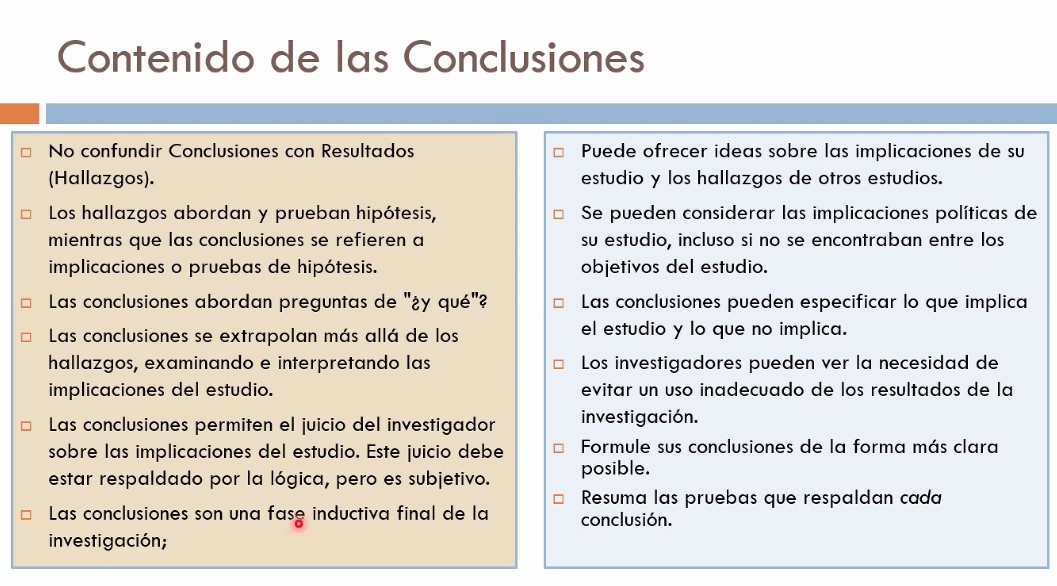 Contenido de las Conclusiones
No confundir Conclusiones con Resultados
(Hallazgos).
Los hallazgos abordan y prueban hipótesis,
mientras que las conclusiones se refieren a
implicaciones o pruebas de hipótesis.
Las conclusiones abordan preguntas de "¿y qué"?
Las conclusiones se extrapolan más allá de los
hallazgos, examinando e interpretando las
implicaciones del estudio.
Las conclusiones permiten el juicio del investigador
sobre las implicaciones del estudio. Este juicio debe
estar respaldado por la lógica, pero es subjetivo.
Las conclusiones son una fase inductiva final de la
investigación;
Puede ofrecer ideas sobre las implicaciones de su
estudio y los hallazgos de otros estudios.
Se pueden considerar las implicaciones políticas de
su estudio, incluso si no se encontraban entre los
objetivos del estudio.
Las conclusiones pueden especificar lo que implica
el estudio y lo que no implica.
Los investigadores pueden ver la necesidad de
evitar un uso inadecuado de los resultados de la
investigación.
Formule sus conclusiones de la forma más clara
posible.
Resuma las pruebas que respaldan cada
conclusión.